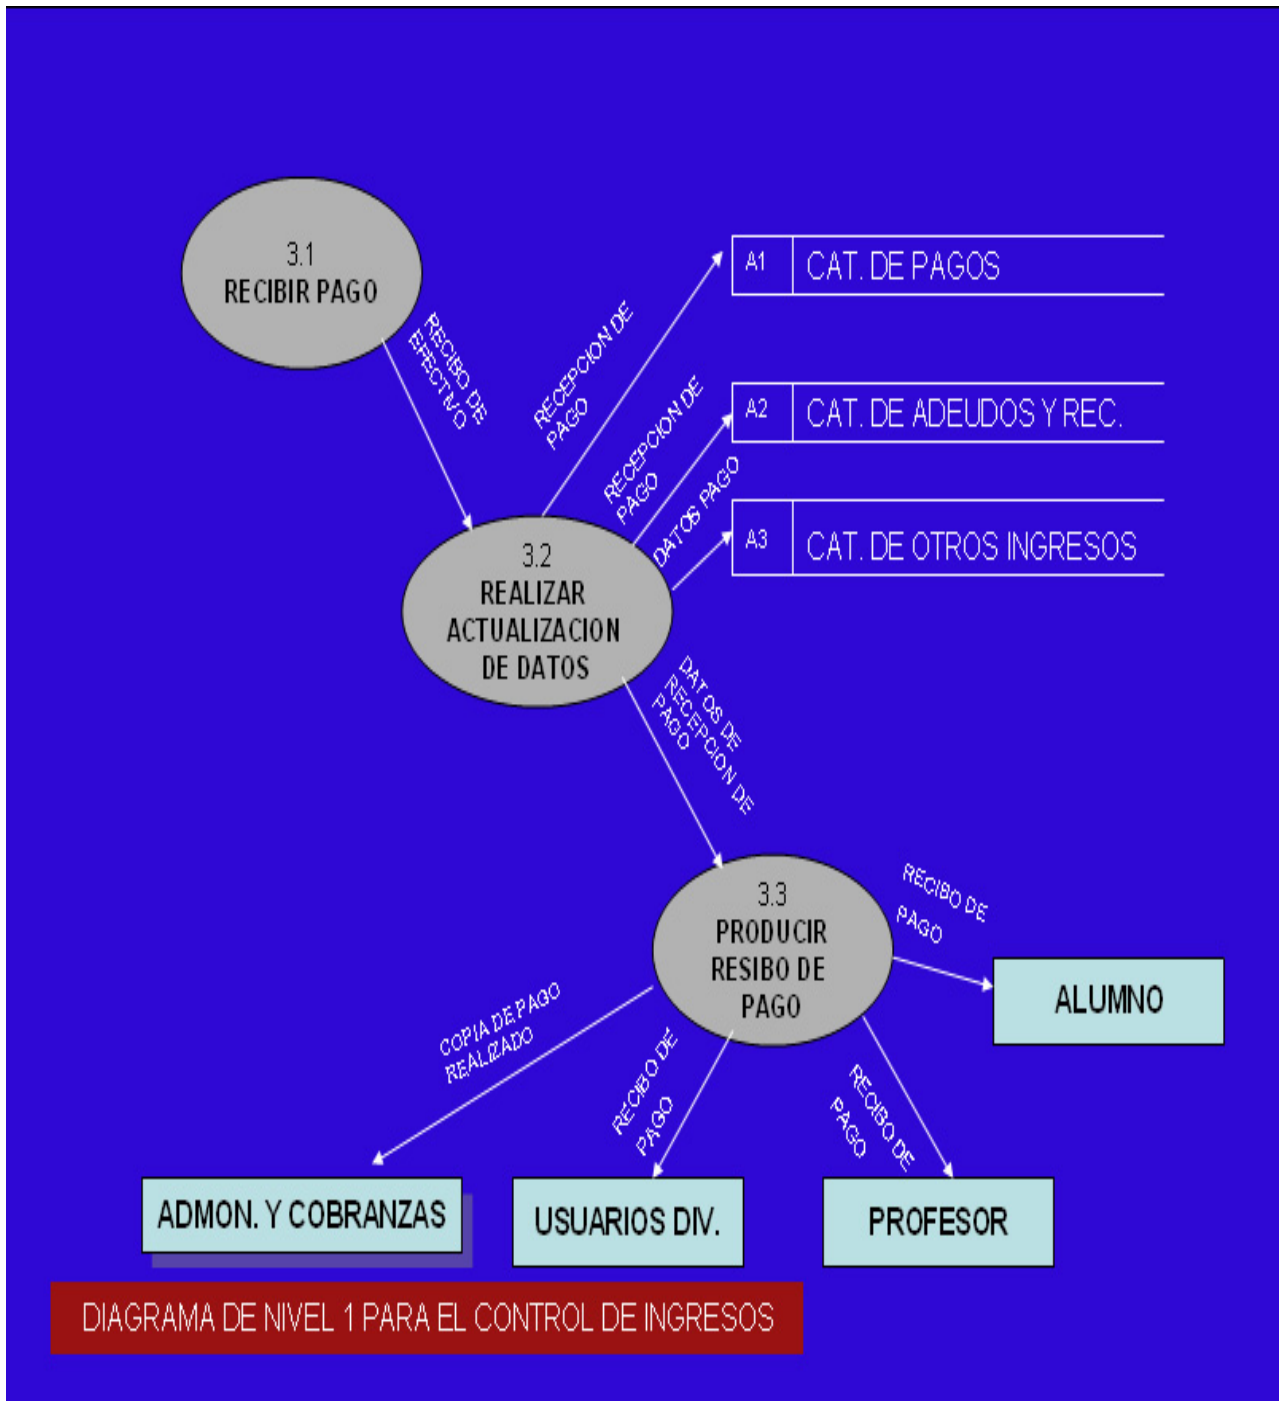 3.1
RECIBIR PAGO
RECIBO DE
EFECTIVO
RECEPCION DE
PAGO
A1
CAT. DE PAGOS
RECEPCION DE
PAGO
A2
CAT. DE ADEUDOS Y REC.
DATOS PAGO
A3
CAT. DE OTROS INGRESOS
3.2
REALIZAR
ACTUALIZACION
DE DATOS
DATOS DE
RECEPCION DE
PAGO
3.3
PRODUCIR
RESIBO DE
PAGO
RECIBO DE
PAGO
ALUMNO
COPIA DE PAGO
REALIZADO
RECIBO DE
PAGO
RECIBO DE
PAGO
ADMON. Y COBRANZAS
USUARIOS DIV.
PROFESOR
DIAGRAMA DE NIVEL 1 PARA EL CONTROL DE INGRESOS